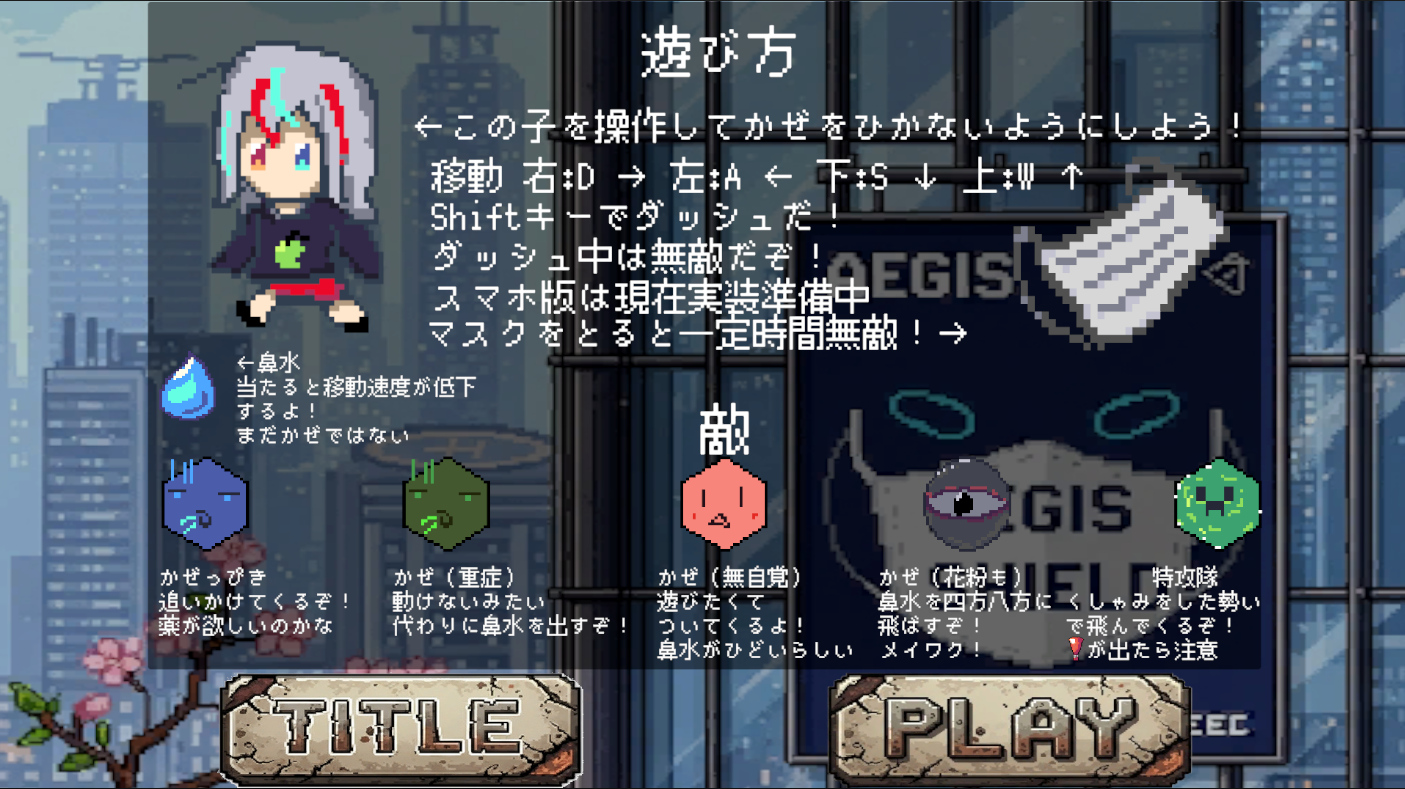 遊び方
←この子を操作してかぜをひかないようにしよう！
移動 右:D → 左:A ← 下:S ↓ 上:W ↑
Shiftキーでダッシュだ！
ダッシュ中は無敵だぞ！
スマホ版は現在実装準備中
マスクをとると一定時間無敵！→
AEGIS
←鼻水
当たると移動速度が低下
するよ！
まだかぜではない
敵
AEGIS
SHIELD
かぜっぴき
追いかけてくるぞ！
薬が欲しいのかな
かぜ（重症）
動けないみたい
代わりに鼻水を出すぞ！
かぜ（無自覚）
遊びたくて
ついてくるよ！
鼻水がひどいらしい
かぜ（花粉も）
鼻水を四方八方に
飛ばすぞ！
メイワク！
特攻隊
くしゃみをした勢い
で飛んでくるぞ！
が出たら注意
TITLE
PLAY